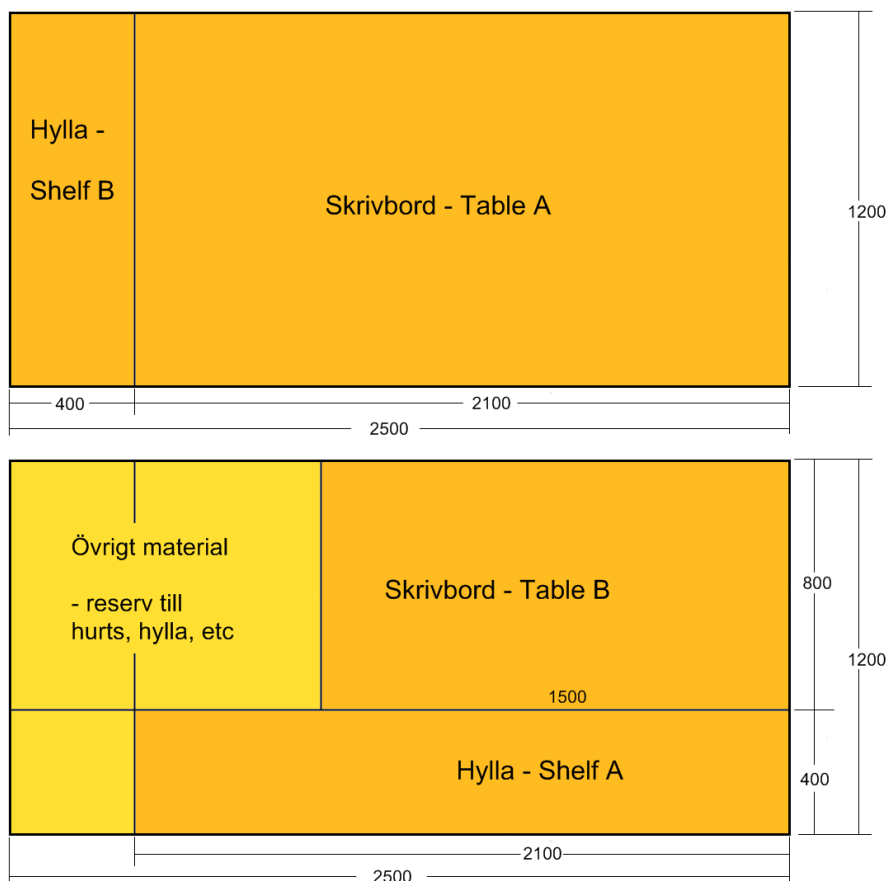 Hylla -
Shelf B
Skrivbord - Table A
1200
400
2100
2500
Övrigt material
- reserv till
hurts, hylla, etc
Skrivbord - Table B
800
1200
1500
Hylla - Shelf A
400
2100
2500